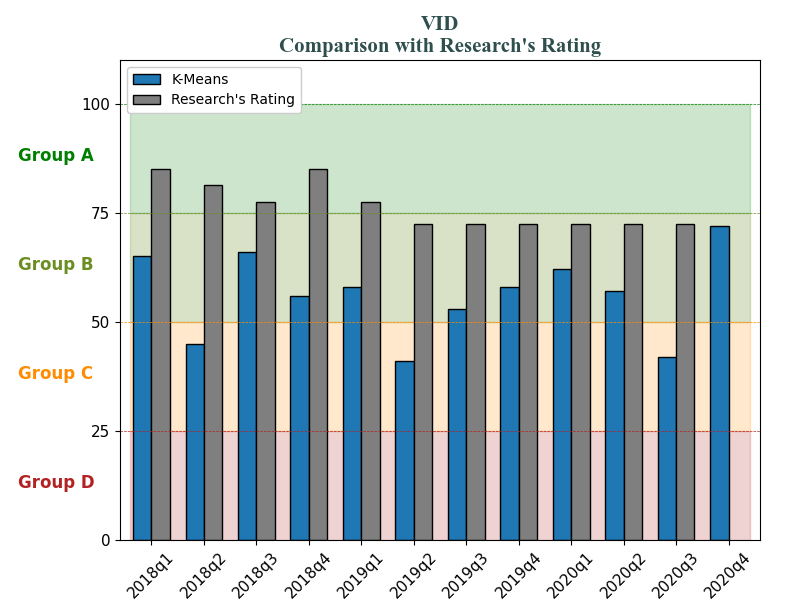 VID
Comparison with Research's Rating
K-Means
Research's Rating
100
Group A
75
Group B
50
Group C
25
Group D
0
2018q1
2018q2
2018q3
2018q4
2019q1
2019q2
2019q3
2019q4
2020q1
2020q2
2020q3
2020q4